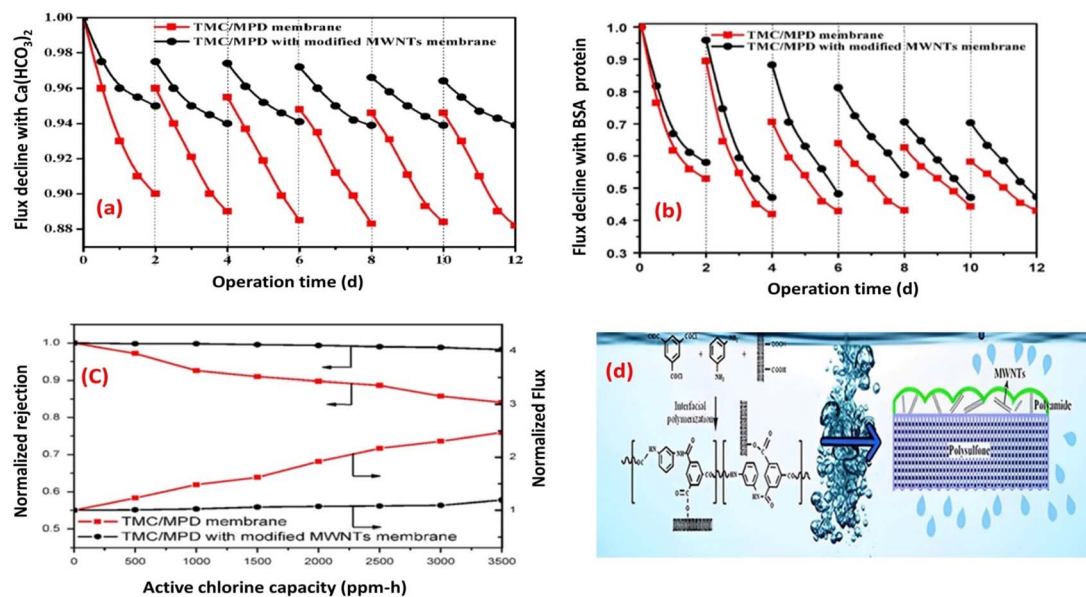 (a)
1.00
0.98
0.96
0.94
0.92
0.90
0.88
Flux decline with Ca(HCO₃)₂
TMC/MPD membrane
TMC/MPD with modified MWNTs membrane
(a)
0 2 4 6 8 10 12
Operation time (d)
(b)
1.0
0.9
0.8
0.7
0.6
0.5
0.4
0.3
Flux decline with BSA protein
TMC/MPD membrane
TMC/MPD with modified MWNTs membrane
(b)
0 2 4 6 8 10 12
Operation time (d)
1.0
0.9
0.8
0.7
0.6
0.5
Normalized rejection
(C)
4
3
2
1
Normalized Flux
TMC/MPD membrane
TMC/MPD with modified MWNTs membrane
0 500 1000 1500 2000 2500 3000 3500
Active chlorine capacity (ppm-h)
(d)
COCl
COCl
NH₂
COOH
COOH
Interfacial
polymerization
MWNTs
Polyamide
Polysulfone